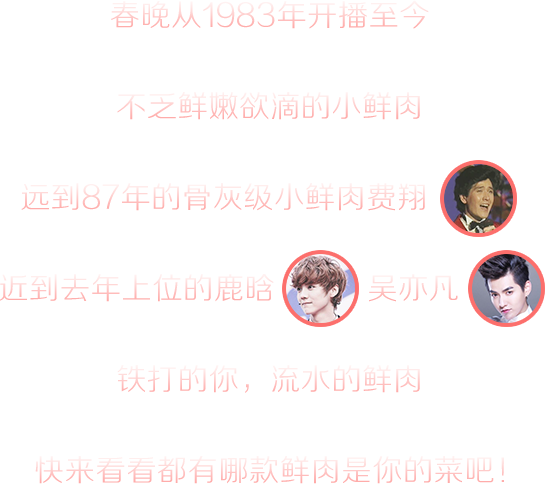 春晚从1983年开播至今
不乏鲜嫩欲滴的小鲜肉
远到87年的骨灰级小鲜肉费翔
近到去年上位的鹿晗 吴亦凡
铁打的你，流水的鲜肉
快来看看都有哪款鲜肉是你的菜吧！